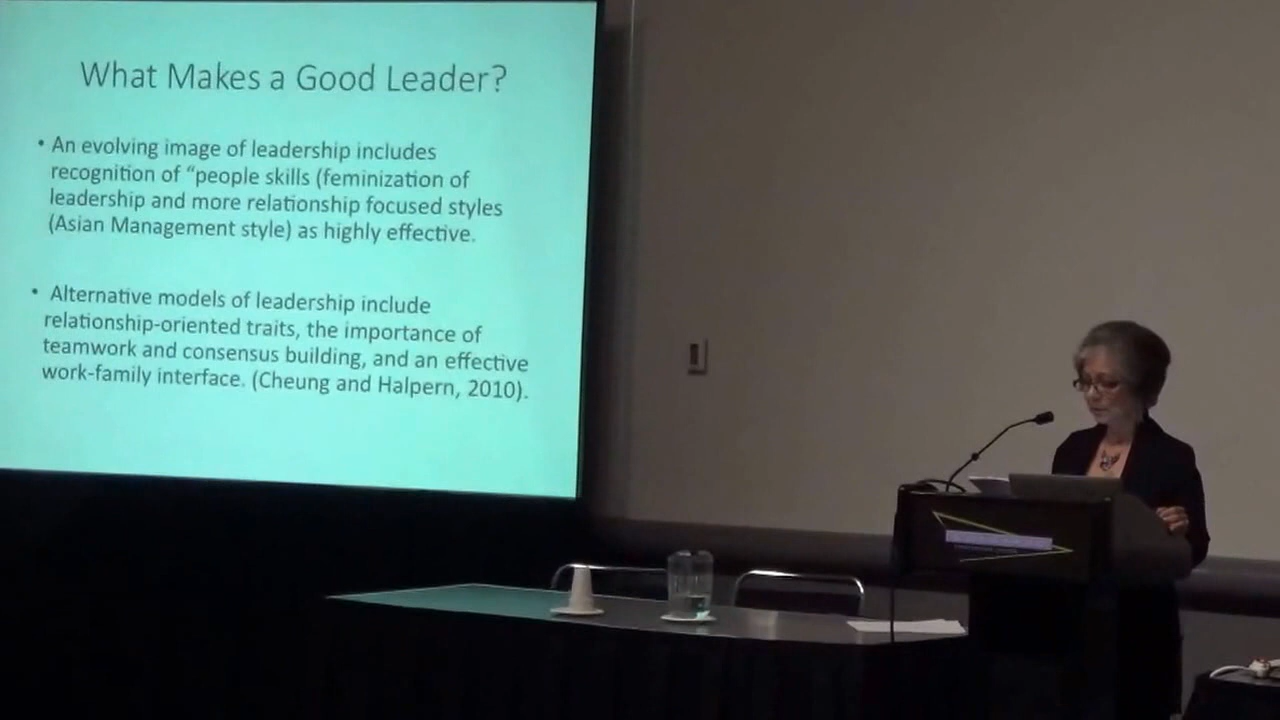 What Makes a Good Leader?
• An evolving image of leadership includes
recognition of “people skills (feminization of
leadership and more relationship focused styles
(Asian Management style) as highly effective.
• Alternative models of leadership include
relationship-oriented traits, the importance of
teamwork and consensus building, and an effective
work-family interface. (Cheung and Halpern, 2010).